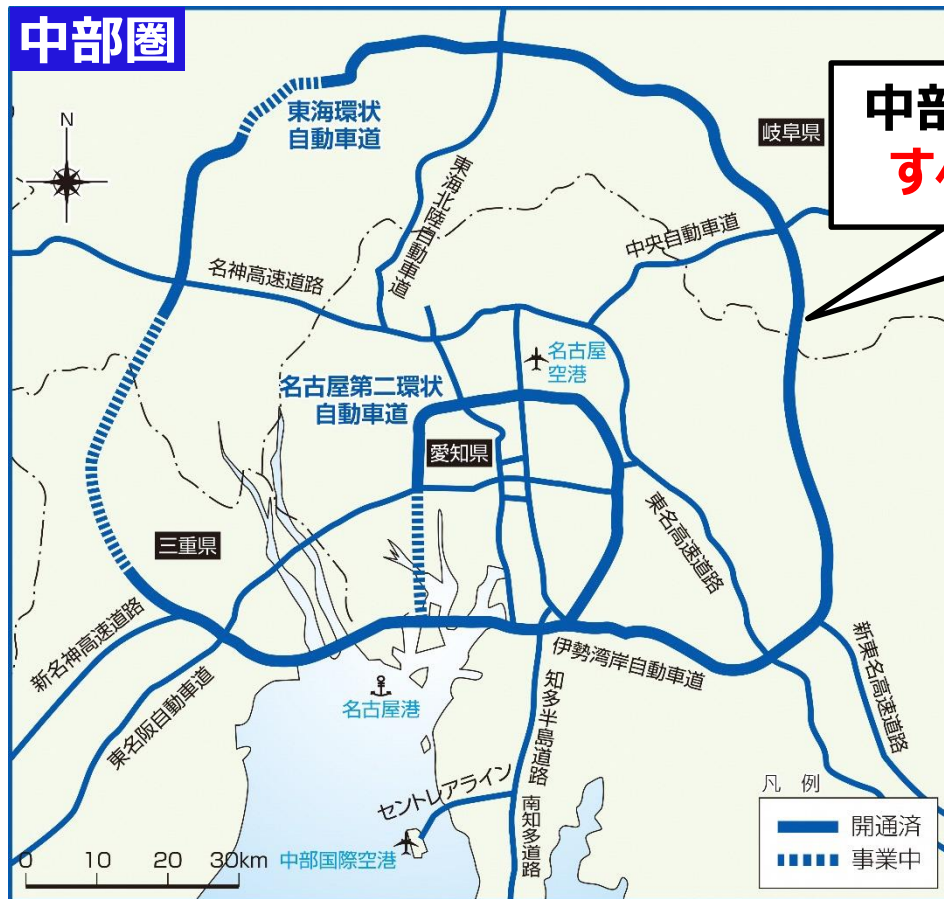 中部圏
N
東海環状
自動車道
岐阜県
中部
東海北陸自動車道
中央自動車道
名神高速道路
名古屋
空港
名古屋第二環状
自動車道
愛知県
東名高速道路
三重県
新名神高速道路
東名阪自動車道
伊勢湾岸自動車道
新東名高速道路
名古屋港
知多半島道路
セントレアライン
南知多道路
中部国際空港
凡 例
開通済
事業中
0 10 20 30km